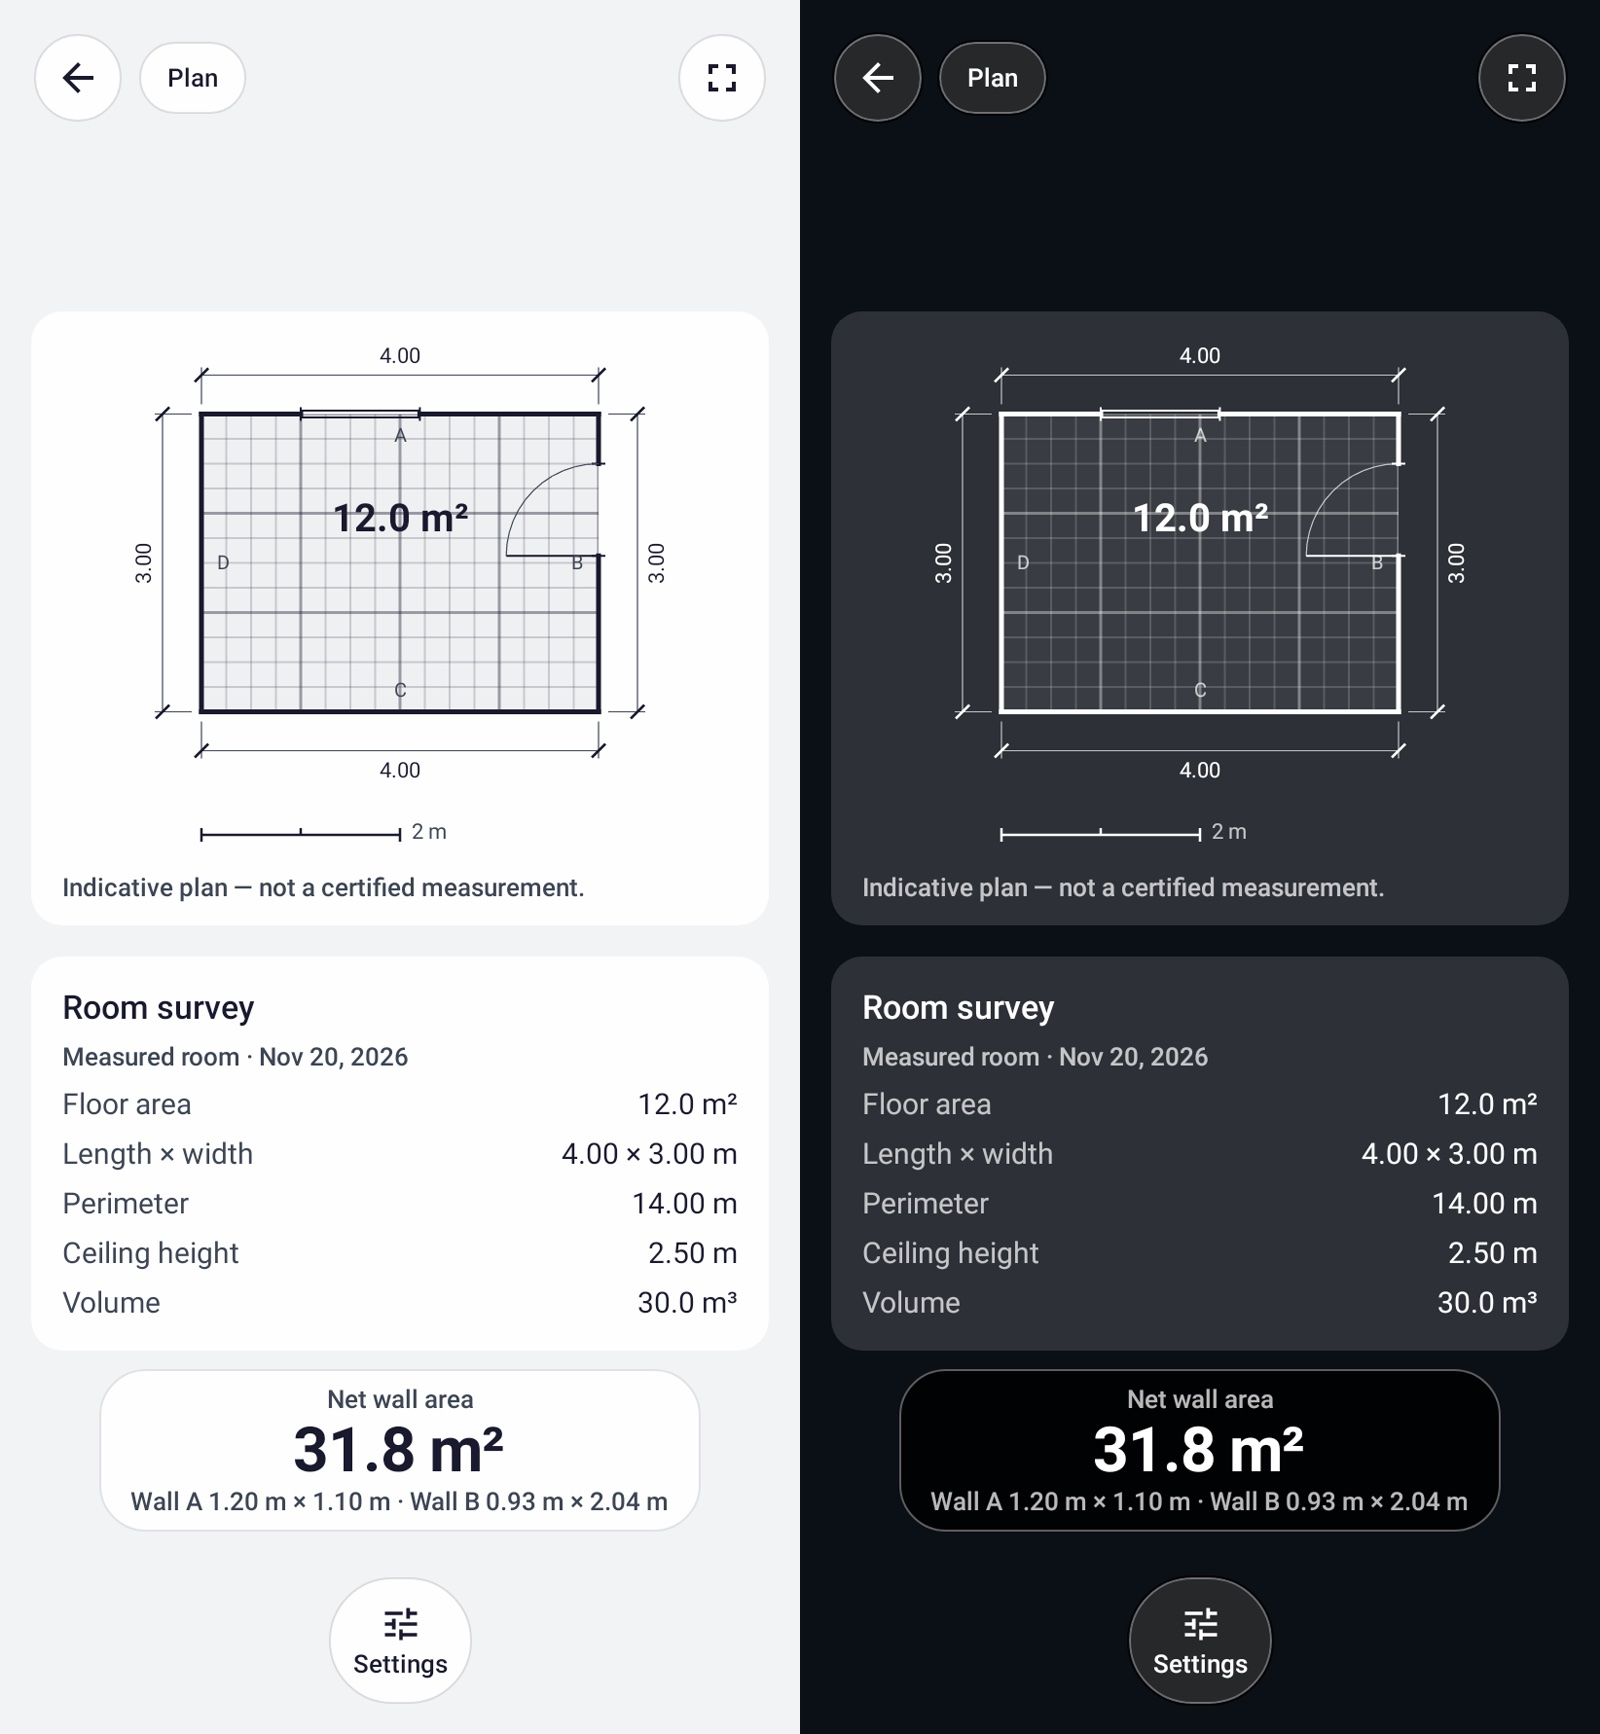 Plan
4.00
A
12.0 m²
3.00
D
B
3.00
C
4.00
2 m
Indicative plan — not a certified measurement.
Room survey
Measured room · Nov 20, 2026
Floor area 12.0 m²
Length × width 4.00 × 3.00 m
Perimeter 14.00 m
Ceiling height 2.50 m
Volume 30.0 m³
Net wall area
31.8 m²
Wall A 1.20 m × 1.10 m · Wall B 0.93 m × 2.04 m
Settings
Plan
4.00
A
12.0 m²
3.00
D
B
3.00
C
4.00
2 m
Indicative plan — not a certified measurement.
Room survey
Measured room · Nov 20, 2026
Floor area 12.0 m²
Length × width 4.00 × 3.00 m
Perimeter 14.00 m
Ceiling height 2.50 m
Volume 30.0 m³
Net wall area
31.8 m²
Wall A 1.20 m × 1.10 m · Wall B 0.93 m × 2.04 m
Settings